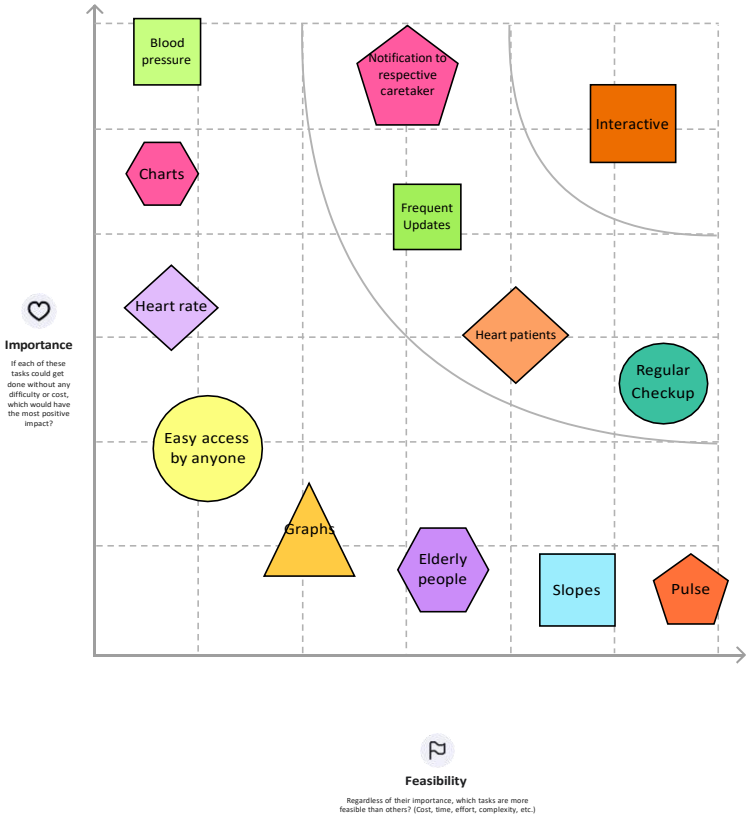 Blood
pressure
Notification to
respective
caretaker
Interactive
Charts
Frequent
Updates
Heart rate
Heart patients
Regular
Checkup
Easy access
by anyone
Graphs
Elderly
people
Slopes
Pulse
Importance
If each of these
tasks could get
done without any
difficulty or cost,
which would have
the most positive
impact?
Feasibility
Regardless of their importance, which tasks are more
feasible than others? (Cost, time, effort, complexity, etc.)